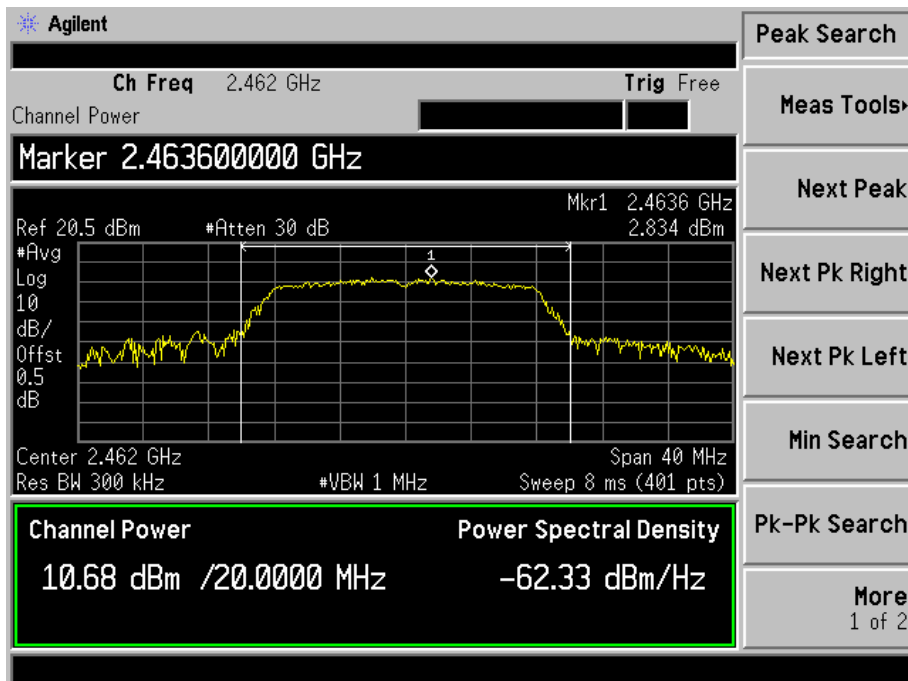 Agilent
Ch Freq 2.462 GHz Trig Free
Channel Power
Marker 2.463600000 GHz
Mkr1 2.4636 GHz
Ref 20.5 dBm #Atten 30 dB 2.834 dBm
#Avg
Log
10
dB/
Offst
0.5
dB
1
Center 2.462 GHz Span 40 MHz
Res BW 300 kHz #VBW 1 MHz Sweep 8 ms (401 pts)
Channel Power Power Spectral Density
10.68 dBm /20.0000 MHz -62.33 dBm/Hz
Peak Search
Meas Tools
Next Peak
Next Pk Right
Next Pk Left
Min Search
Pk-Pk Search
More
1 of 2